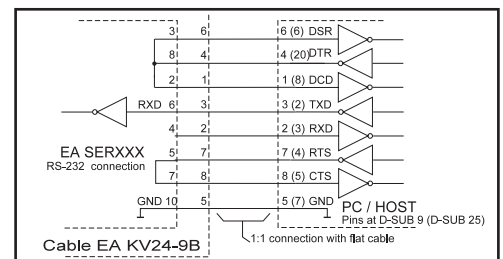 3 6 6 (6) DSR
8 4 4 (20) DTR
2 1 1 (8) DCD
RXD 6 3 3 (2) TXD
4 2 2 (3) RXD
5 7 7 (4) RTS
7 8 8 (5) CTS
GND 10 5 5 (7) GND
EA SERXXX
RS-232 connection
PC / HOST
Pins at D-SUB 9 (D-SUB 25)
1:1 connection with flat cable
Cable EA KV24-9B